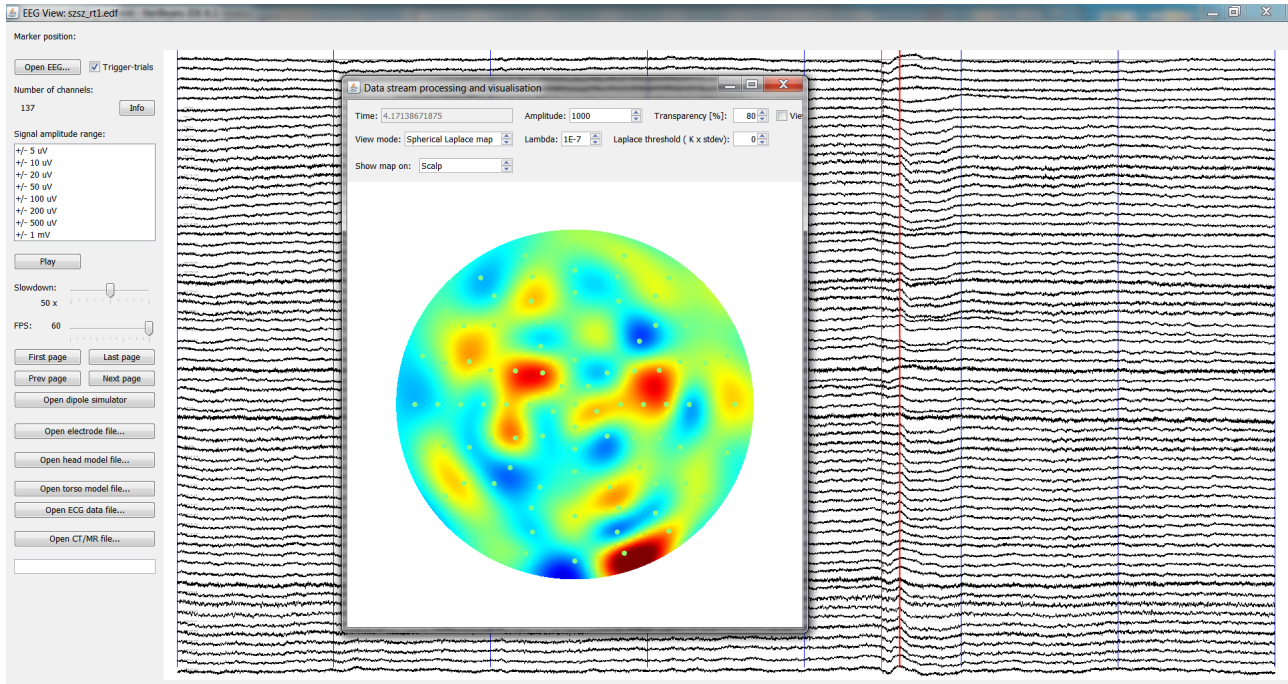 EEG View: szsz_rt1.edf
Marker position:
Open EEG...
Trigger-trials
Number of channels:
137
Info
Signal amplitude range:
+/- 5 uV
+/- 10 uV
+/- 20 uV
+/- 50 uV
+/- 100 uV
+/- 200 uV
+/- 500 uV
+/- 1 mV
Play
Slowdown:
50 x
FPS: 60
First page Last page
Prev page Next page
Open dipole simulator
Open electrode file...
Open head model file...
Open torso model file...
Open ECG data file...
Open CT/MR file...
Data stream processing and visualisation
Time: 4.17138671875 Amplitude: 1000 Transparency [%]: 80 Vie
View mode: Spherical Laplace map Lambda: 1E-7 Laplace threshold ( K x stdev): 0
Show map on: Scalp